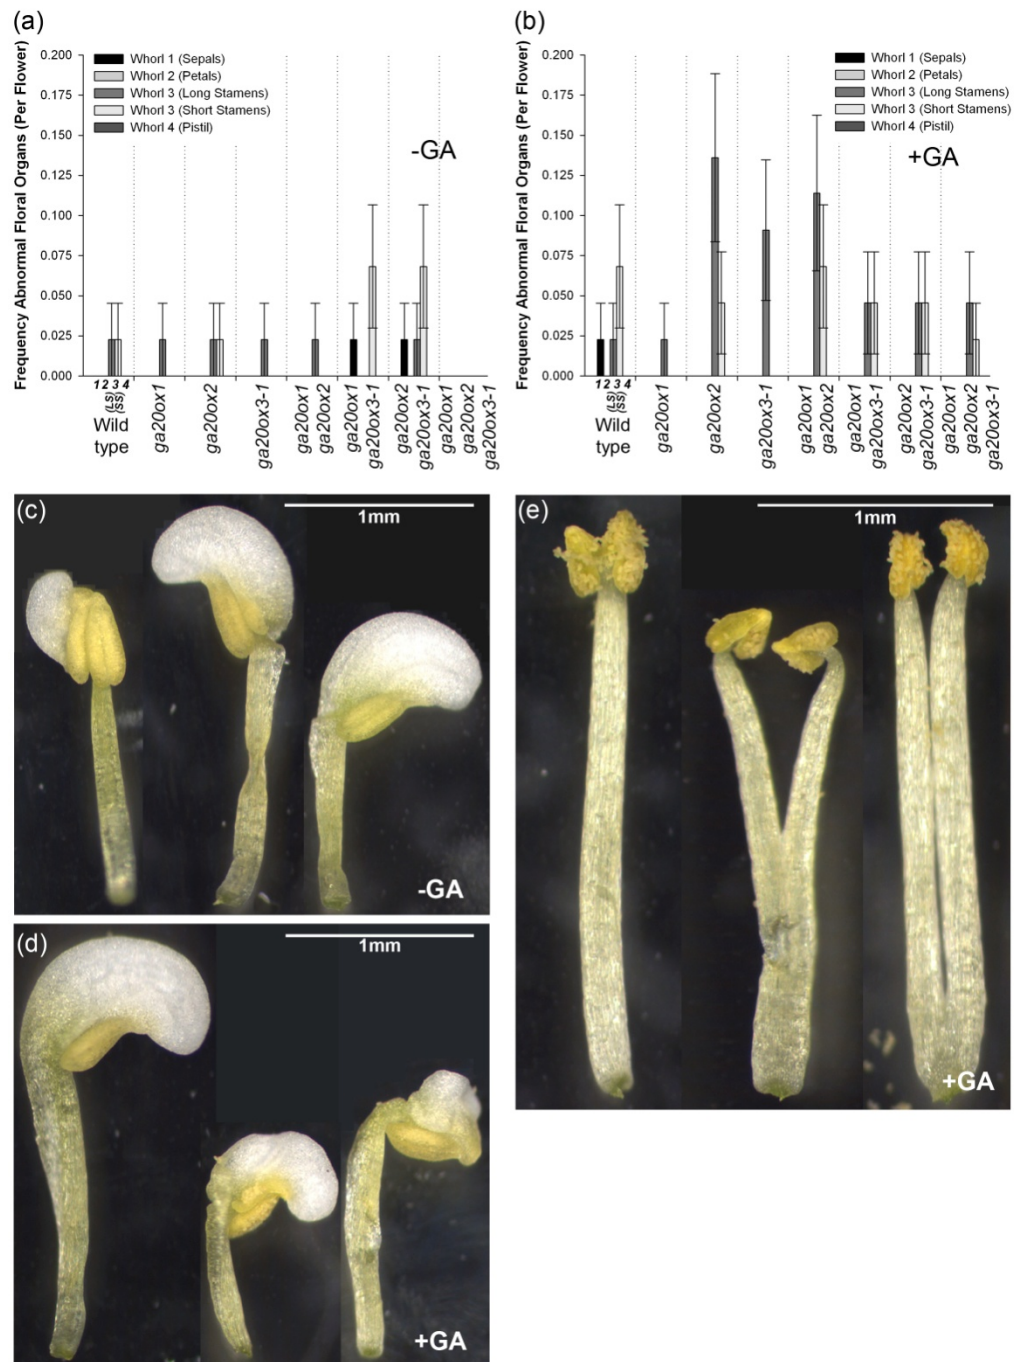 (a)
Frequency Abnormal Floral Organs (Per Flower)
0.200
0.175
0.150
0.125
0.100
0.075
0.050
0.025
0.000
Whorl 1 (Sepals)
Whorl 2 (Petals)
Whorl 3 (Long Stamens)
Whorl 3 (Short Stamens)
Whorl 4 (Pistil)
-GA
1 2 3 4
(LS)
(SS)
Wild
type
ga20ox1
ga20ox2
ga20ox3-1
ga20ox1
ga20ox2
ga20ox1
ga20ox3-1
ga20ox2
ga20ox3-1
ga20ox1
ga20ox2
ga20ox3-1
(b)
Frequency Abnormal Floral Organs (Per Flower)
0.200
0.175
0.150
0.125
0.100
0.075
0.050
0.025
0.000
Whorl 1 (Sepals)
Whorl 2 (Petals)
Whorl 3 (Long Stamens)
Whorl 3 (Short Stamens)
Whorl 4 (Pistil)
+GA
1 2 3 4
(LS)
(SS)
Wild
type
ga20ox1
ga20ox2
ga20ox3-1
ga20ox1
ga20ox2
ga20ox1
ga20ox3-1
ga20ox2
ga20ox3-1
ga20ox1
ga20ox2
ga20ox3-1
(c)
1mm
-GA
(d)
1mm
+GA
(e)
1mm
+GA